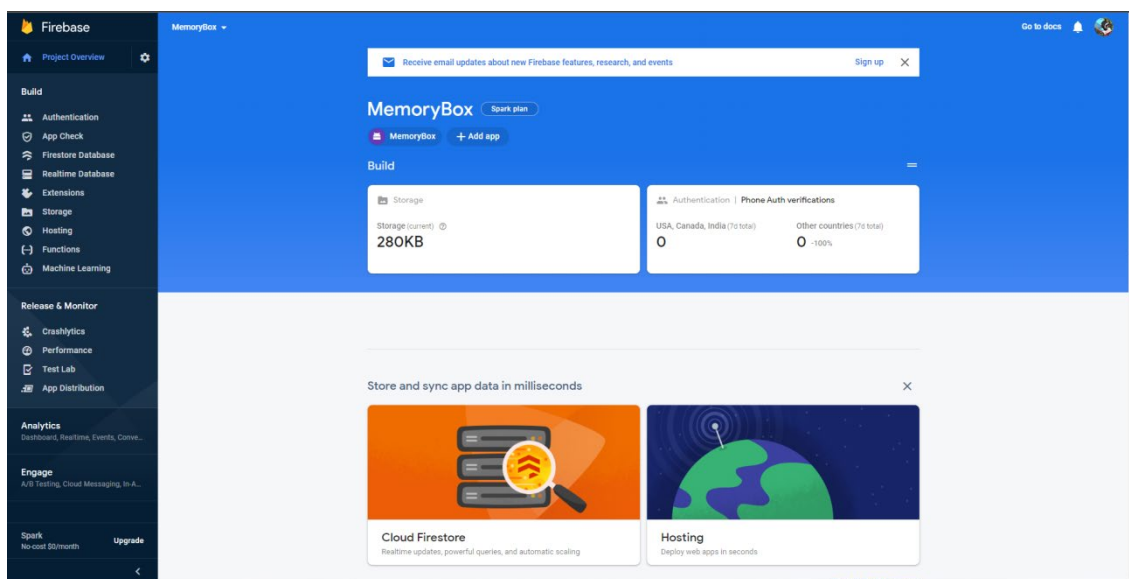 Firebase
MemoryBox
Go to docs
Project Overview
Build
Authentication
App Check
Firestore Database
Realtime Database
Extensions
Storage
Hosting
Functions
Machine Learning
Release & Monitor
Crashlytics
Performance
Test Lab
App Distribution
Analytics
Dashboard, Realtime, Events, Conve...
Engage
A/B Testing, Cloud Messaging, In-A...
Spark
No-cost $0/month
Upgrade
Receive email updates about new Firebase features, research, and events
Sign up
MemoryBox
Spark plan
MemoryBox
+ Add app
Build
Storage
Storage (current)
280KB
Authentication | Phone Auth verifications
USA, Canada, India (7d total)
0
Other countries (7d total)
0 -100%
Store and sync app data in milliseconds
Cloud Firestore
Realtime updates, powerful queries, and automatic scaling
Hosting
Deploy web apps in seconds